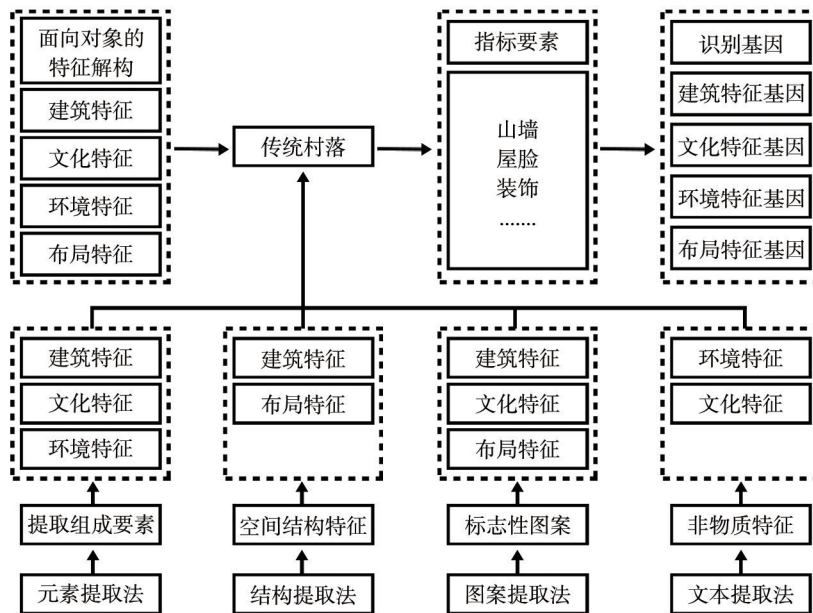 面向对象的
特征解构
建筑特征
文化特征
环境特征
布局特征
传统村落
指标要素
山墙
屋脸
装饰
.......
识别基因
建筑特征基因
文化特征基因
环境特征基因
布局特征基因
建筑特征
文化特征
环境特征
提取组成要素
元素提取法
建筑特征
布局特征
空间结构特征
结构提取法
建筑特征
文化特征
布局特征
标志性图案
图案提取法
环境特征
文化特征
非物质特征
文本提取法